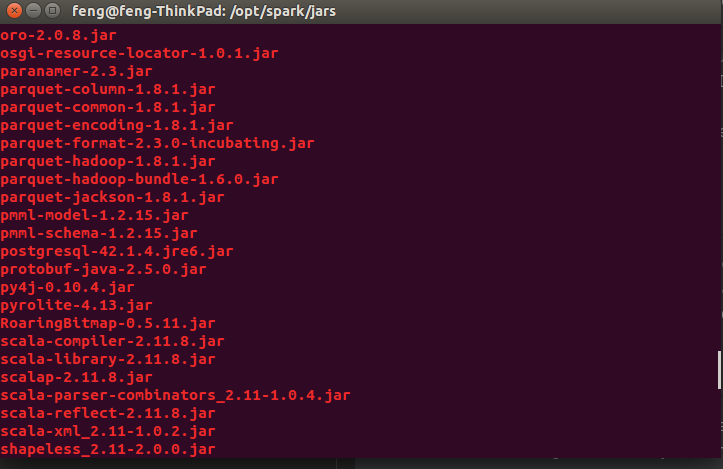 feng@feng-ThinkPad: /opt/spark/jars
oro-2.0.8.jar
osgi-resource-locator-1.0.1.jar
paranamer-2.3.jar
parquet-column-1.8.1.jar
parquet-common-1.8.1.jar
parquet-encoding-1.8.1.jar
parquet-format-2.3.0-incubating.jar
parquet-hadoop-1.8.1.jar
parquet-hadoop-bundle-1.6.0.jar
parquet-jackson-1.8.1.jar
pmml-model-1.2.15.jar
pmml-schema-1.2.15.jar
postgresql-42.1.4.jre6.jar
protobuf-java-2.5.0.jar
py4j-0.10.4.jar
pyrolite-4.13.jar
RoaringBitmap-0.5.11.jar
scala-compiler-2.11.8.jar
scala-library-2.11.8.jar
scalap-2.11.8.jar
scala-parser-combinators_2.11-1.0.4.jar
scala-reflect-2.11.8.jar
scala-xml_2.11-1.0.2.jar
shapeless_2.11-2.0.0.jar